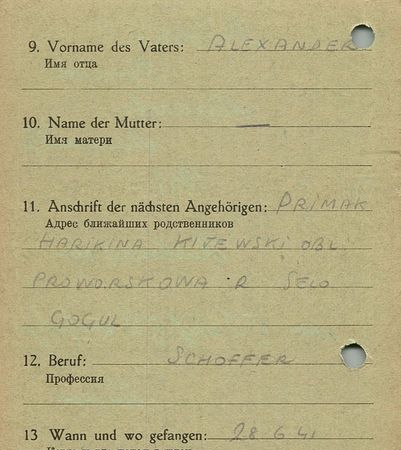 9. Vorname des Vaters: ALEXANDER
Имя отца
10. Name der Mutter: —
Имя матери
11. Anschrift der nächsten Angehörigen: PRIMAK
Адрес ближайших родственников
HARIKINA KIJEWSKI OBL.
PROWORSKOWA R SELO
GOGUL
12. Beruf: SCHOFFER
Профессия
13 Wann und wo gefangen: 28 6 41